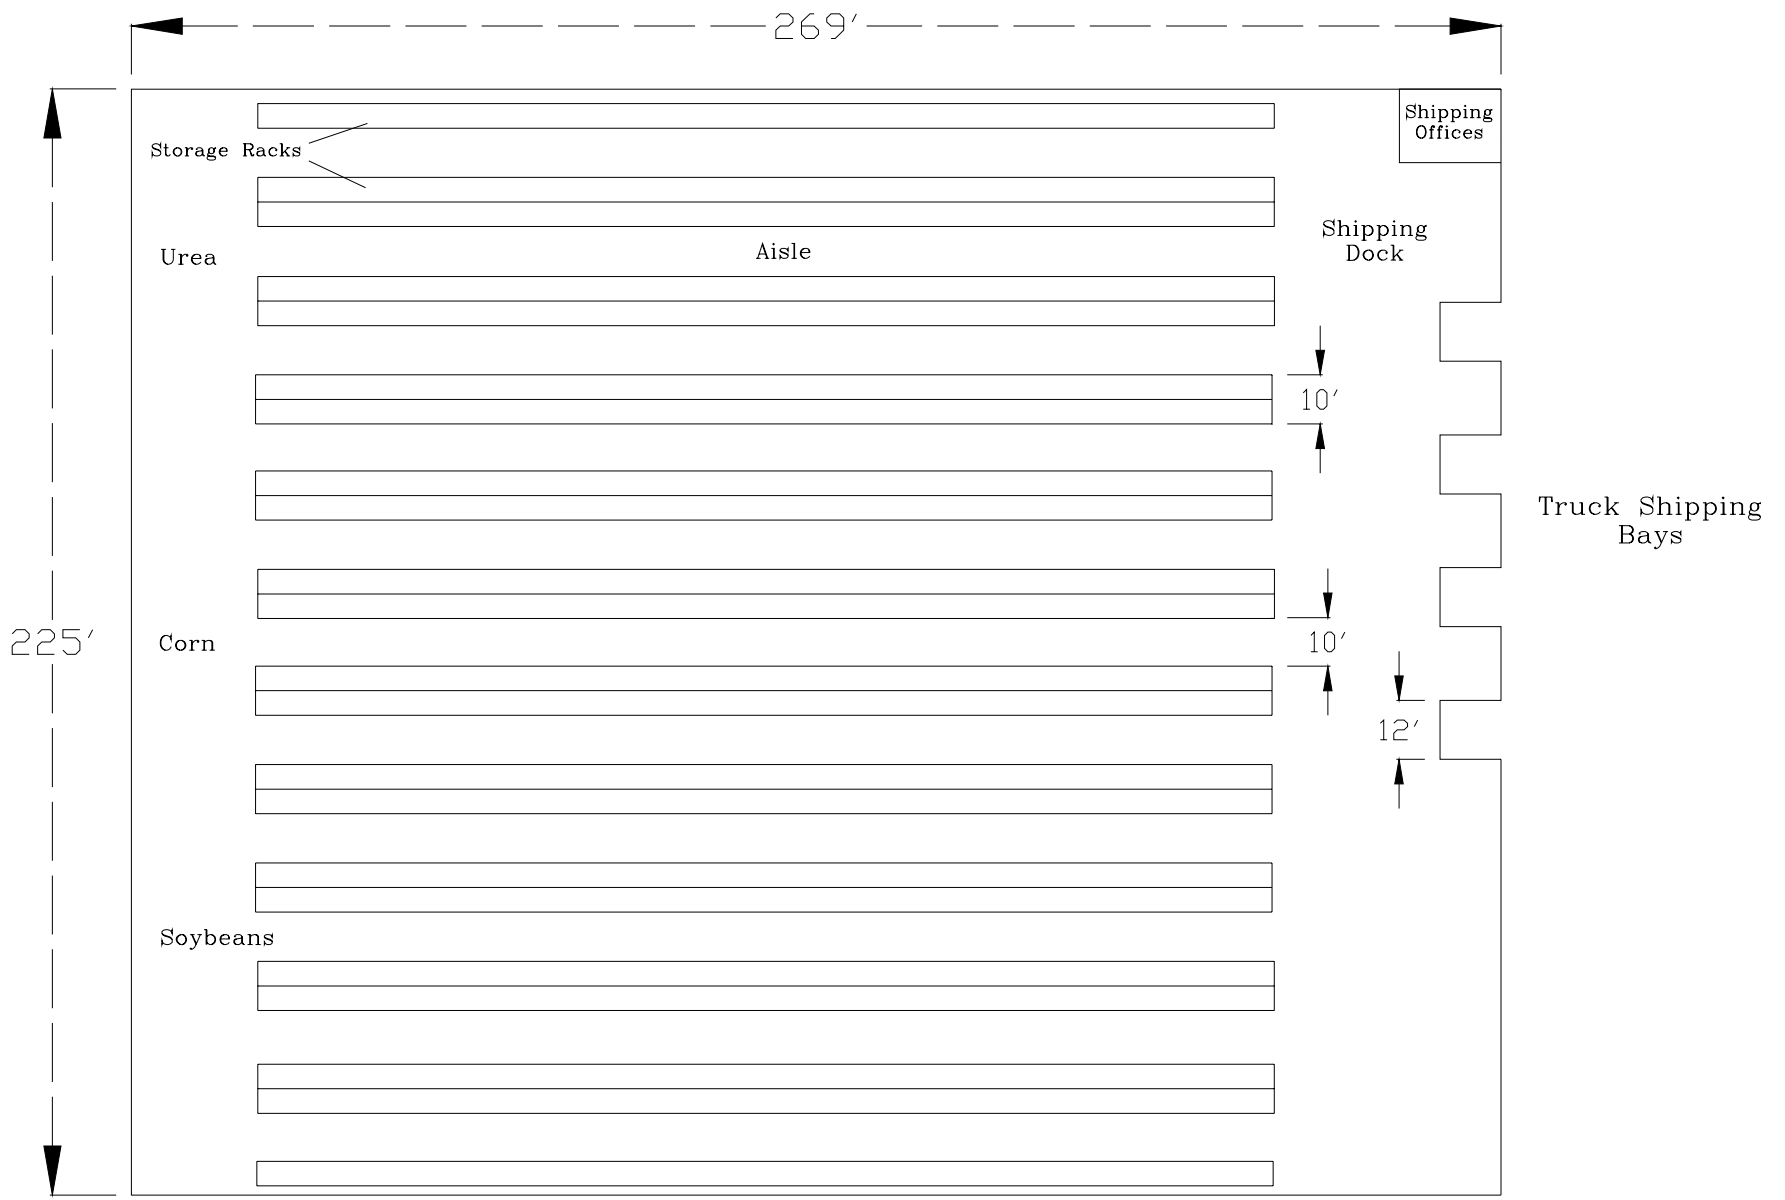 269'
Shipping
Offices
Storage Racks
Shipping
Dock
Urea
Aisle
10'
Truck Shipping
Bays
225'
Corn
10'
12'
Soybeans